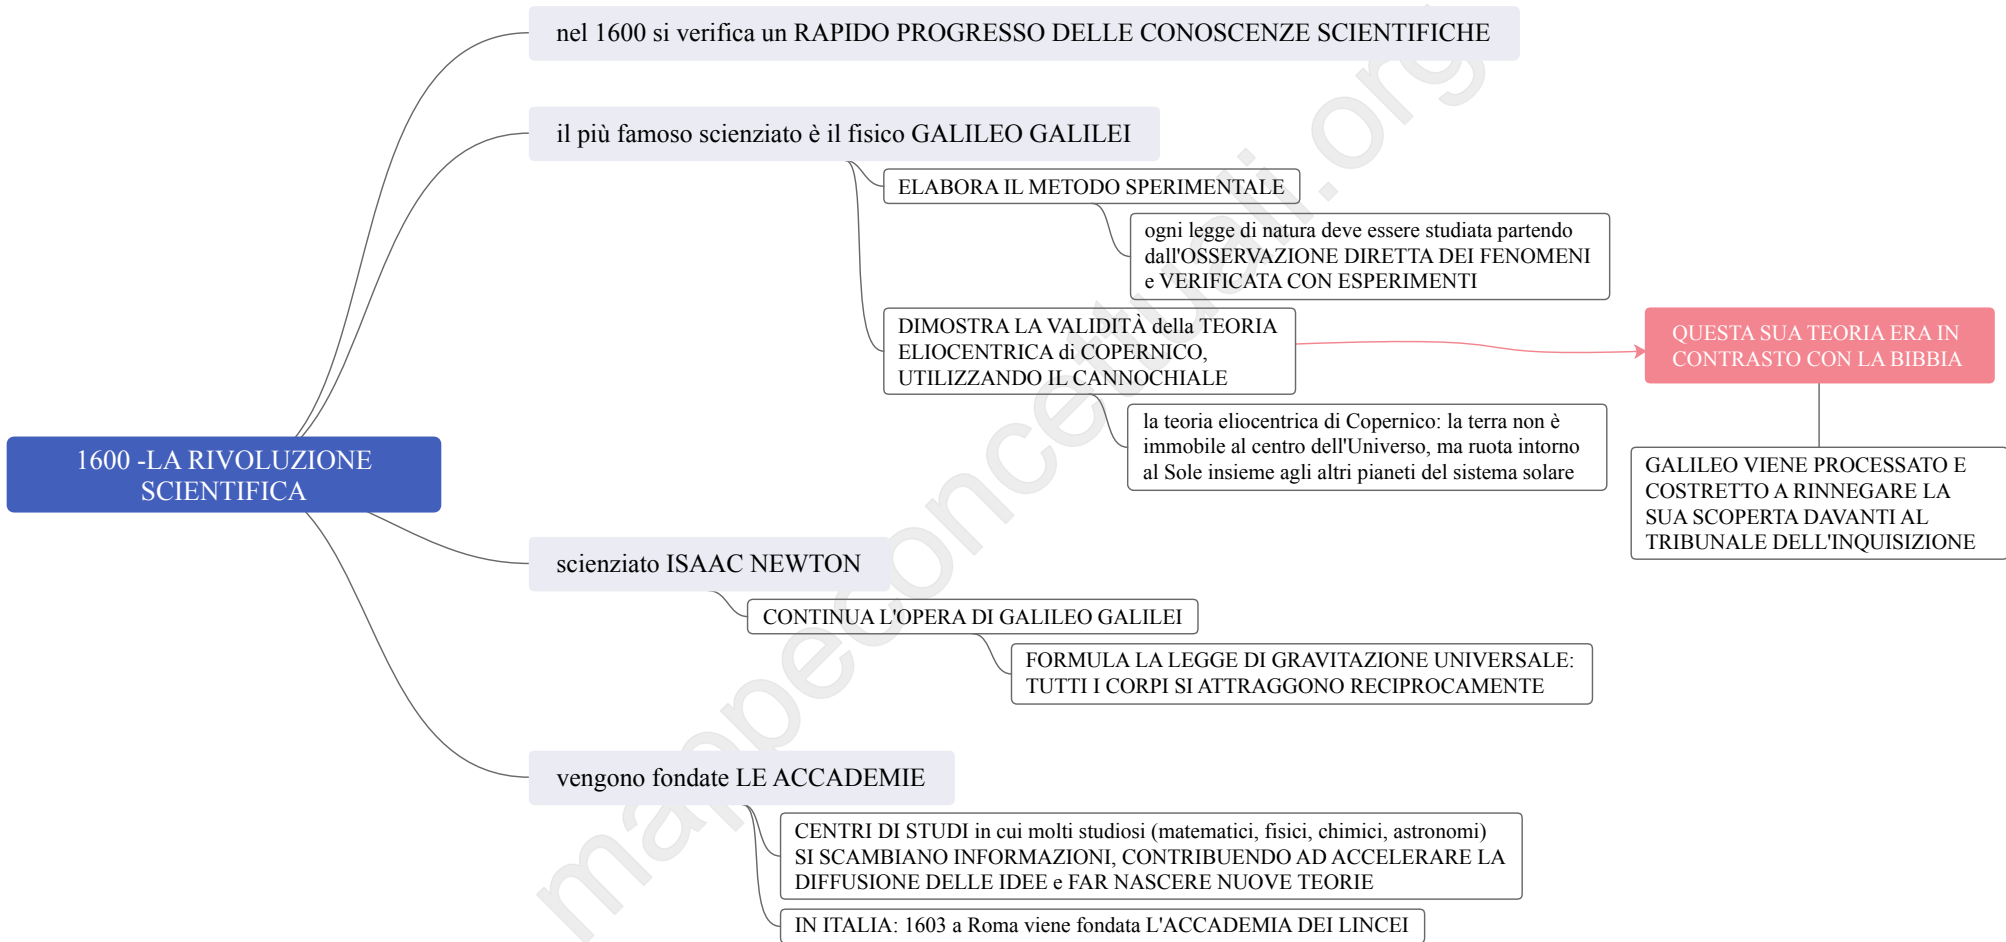 nel 1600 si verifica un RAPIDO PROGRESSO DELLE CONOSCENZE SCIENTIFICHE
il più famoso scienziato è il fisico GALILEO GALILEI
ELABORA IL METODO SPERIMENTALE
ogni legge di natura deve essere studiata partendo
dall'OSSERVAZIONE DIRETTA DEI FENOMENI
e VERIFICATA CON ESPERIMENTI
DIMOSTRA LA VALIDITÀ della TEORIA
ELIOCENTRICA di COPERNICO,
UTILIZZANDO IL CANNOCHIALE
QUESTA SUA TEORIA ERA IN
CONTRASTO CON LA BIBBIA
la teoria eliocentrica di Copernico: la terra non è
immobile al centro dell'Universo, ma ruota intorno
al Sole insieme agli altri pianeti del sistema solare
GALILEO VIENE PROCESSATO E
COSTRETTO A RINNEGARE LA
SUA SCOPERTA DAVANTI AL
TRIBUNALE DELL'INQUISIZIONE
1600 -LA RIVOLUZIONE
SCIENTIFICA
scienziato ISAAC NEWTON
CONTINUA L'OPERA DI GALILEO GALILEI
FORMULA LA LEGGE DI GRAVITAZIONE UNIVERSALE:
TUTTI I CORPI SI ATTRAGGONO RECIPROCAMENTE
vengono fondate LE ACCADEMIE
CENTRI DI STUDI in cui molti studiosi (matematici, fisici, chimici, astronomi)
SI SCAMBIANO INFORMAZIONI, CONTRIBUENDO AD ACCELERARE LA
DIFFUSIONE DELLE IDEE e FAR NASCERE NUOVE TEORIE
IN ITALIA: 1603 a Roma viene fondata L'ACCADEMIA DEI LINCEI
mappeconcettuali.org